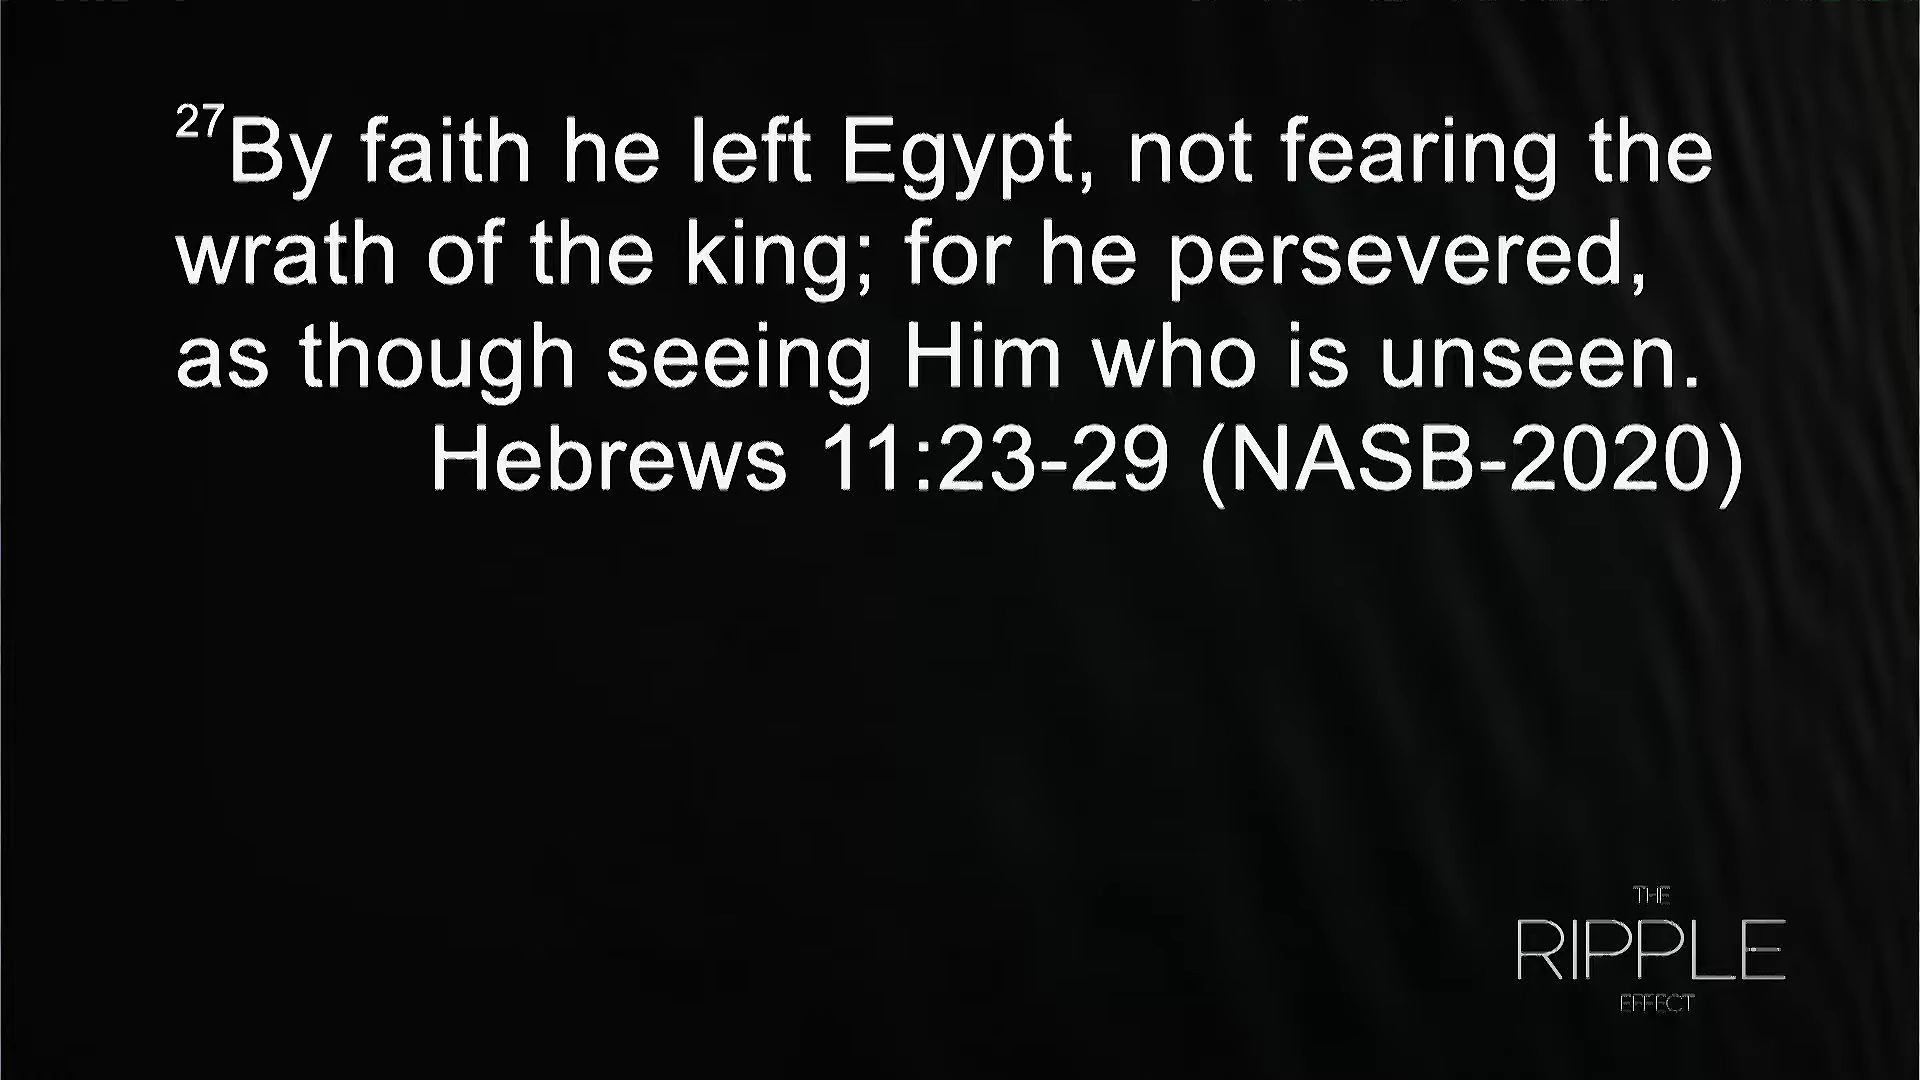 27By faith he left Egypt, not fearing the
wrath of the king; for he persevered,
as though seeing Him who is unseen.
Hebrews 11:23-29 (NASB-2020)
THE
RIPPLE
EFFECT